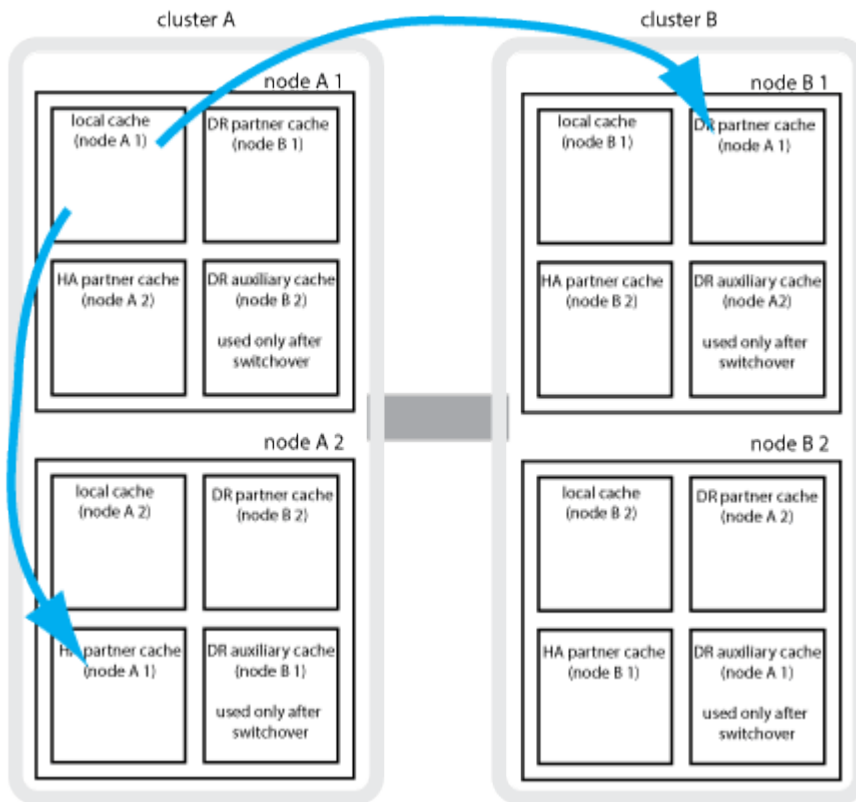 cluster A
cluster B
node A 1
local cache
(node A 1)
DR partner cache
(node B 1)
HA partner cache
(node A 2)
DR auxiliary cache
(node B 2)
used only after
switchover
node B 1
local cache
(node B 1)
DR partner cache
(node A 1)
HA partner cache
(node B 2)
DR auxiliary cache
(node A2)
used only after
switchover
node A 2
local cache
(node A 2)
DR partner cache
(node B 2)
HA partner cache
(node A 1)
DR auxiliary cache
(node B 1)
used only after
switchover
node B 2
local cache
(node B 2)
DR partner cache
(node A 2)
HA partner cache
(node B 1)
DR auxiliary cache
(node A 1)
used only after
switchover